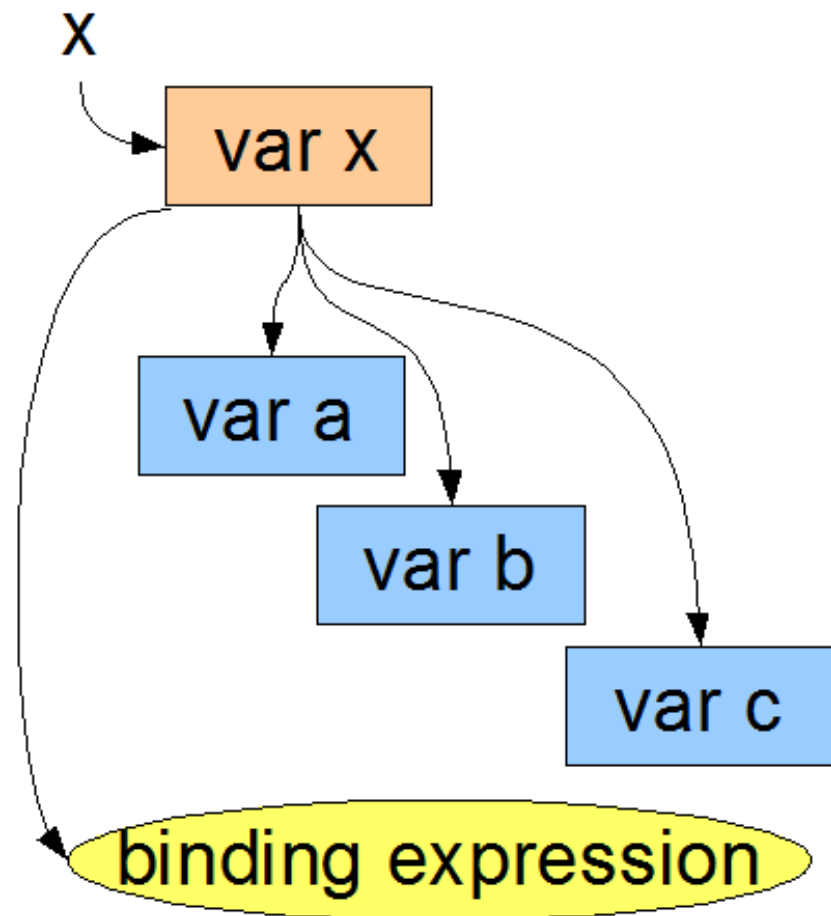 x
var x
var a
var b
var c
binding expression